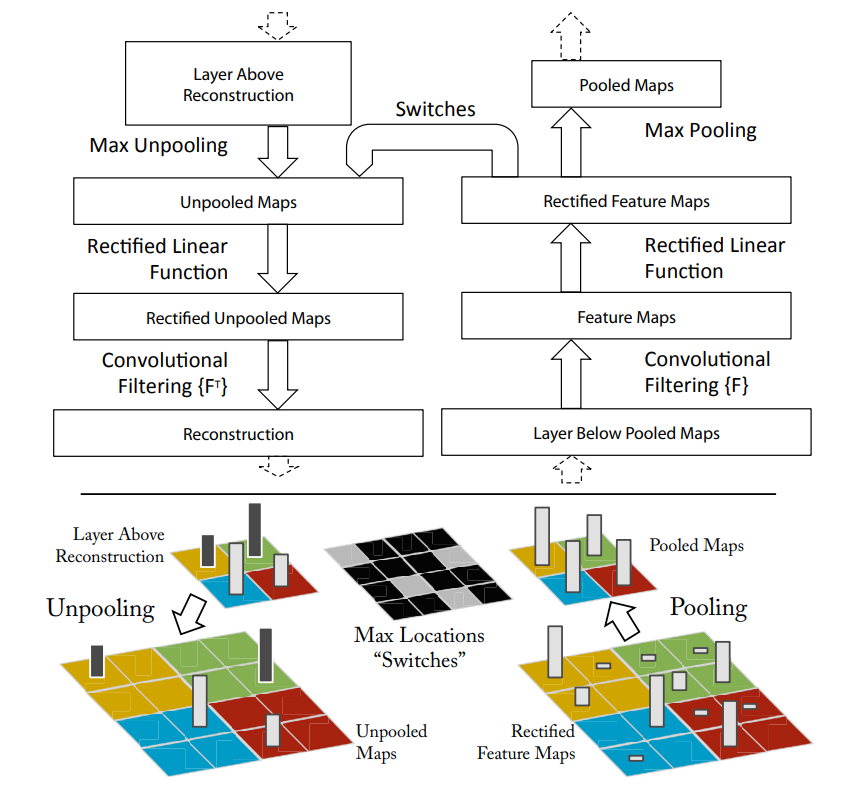 Layer Above
Reconstruction
Pooled Maps
Switches
Max Unpooling
Max Pooling
Unpooled Maps
Rectified Feature Maps
Rectified Linear
Function
Rectified Linear
Function
Rectified Unpooled Maps
Feature Maps
Convolutional
Filtering {Fᵀ}
Convolutional
Filtering {F}
Reconstruction
Layer Below Pooled Maps
Layer Above
Reconstruction
Pooled Maps
Unpooling
Pooling
Max Locations
“Switches”
Unpooled
Maps
Rectified
Feature Maps